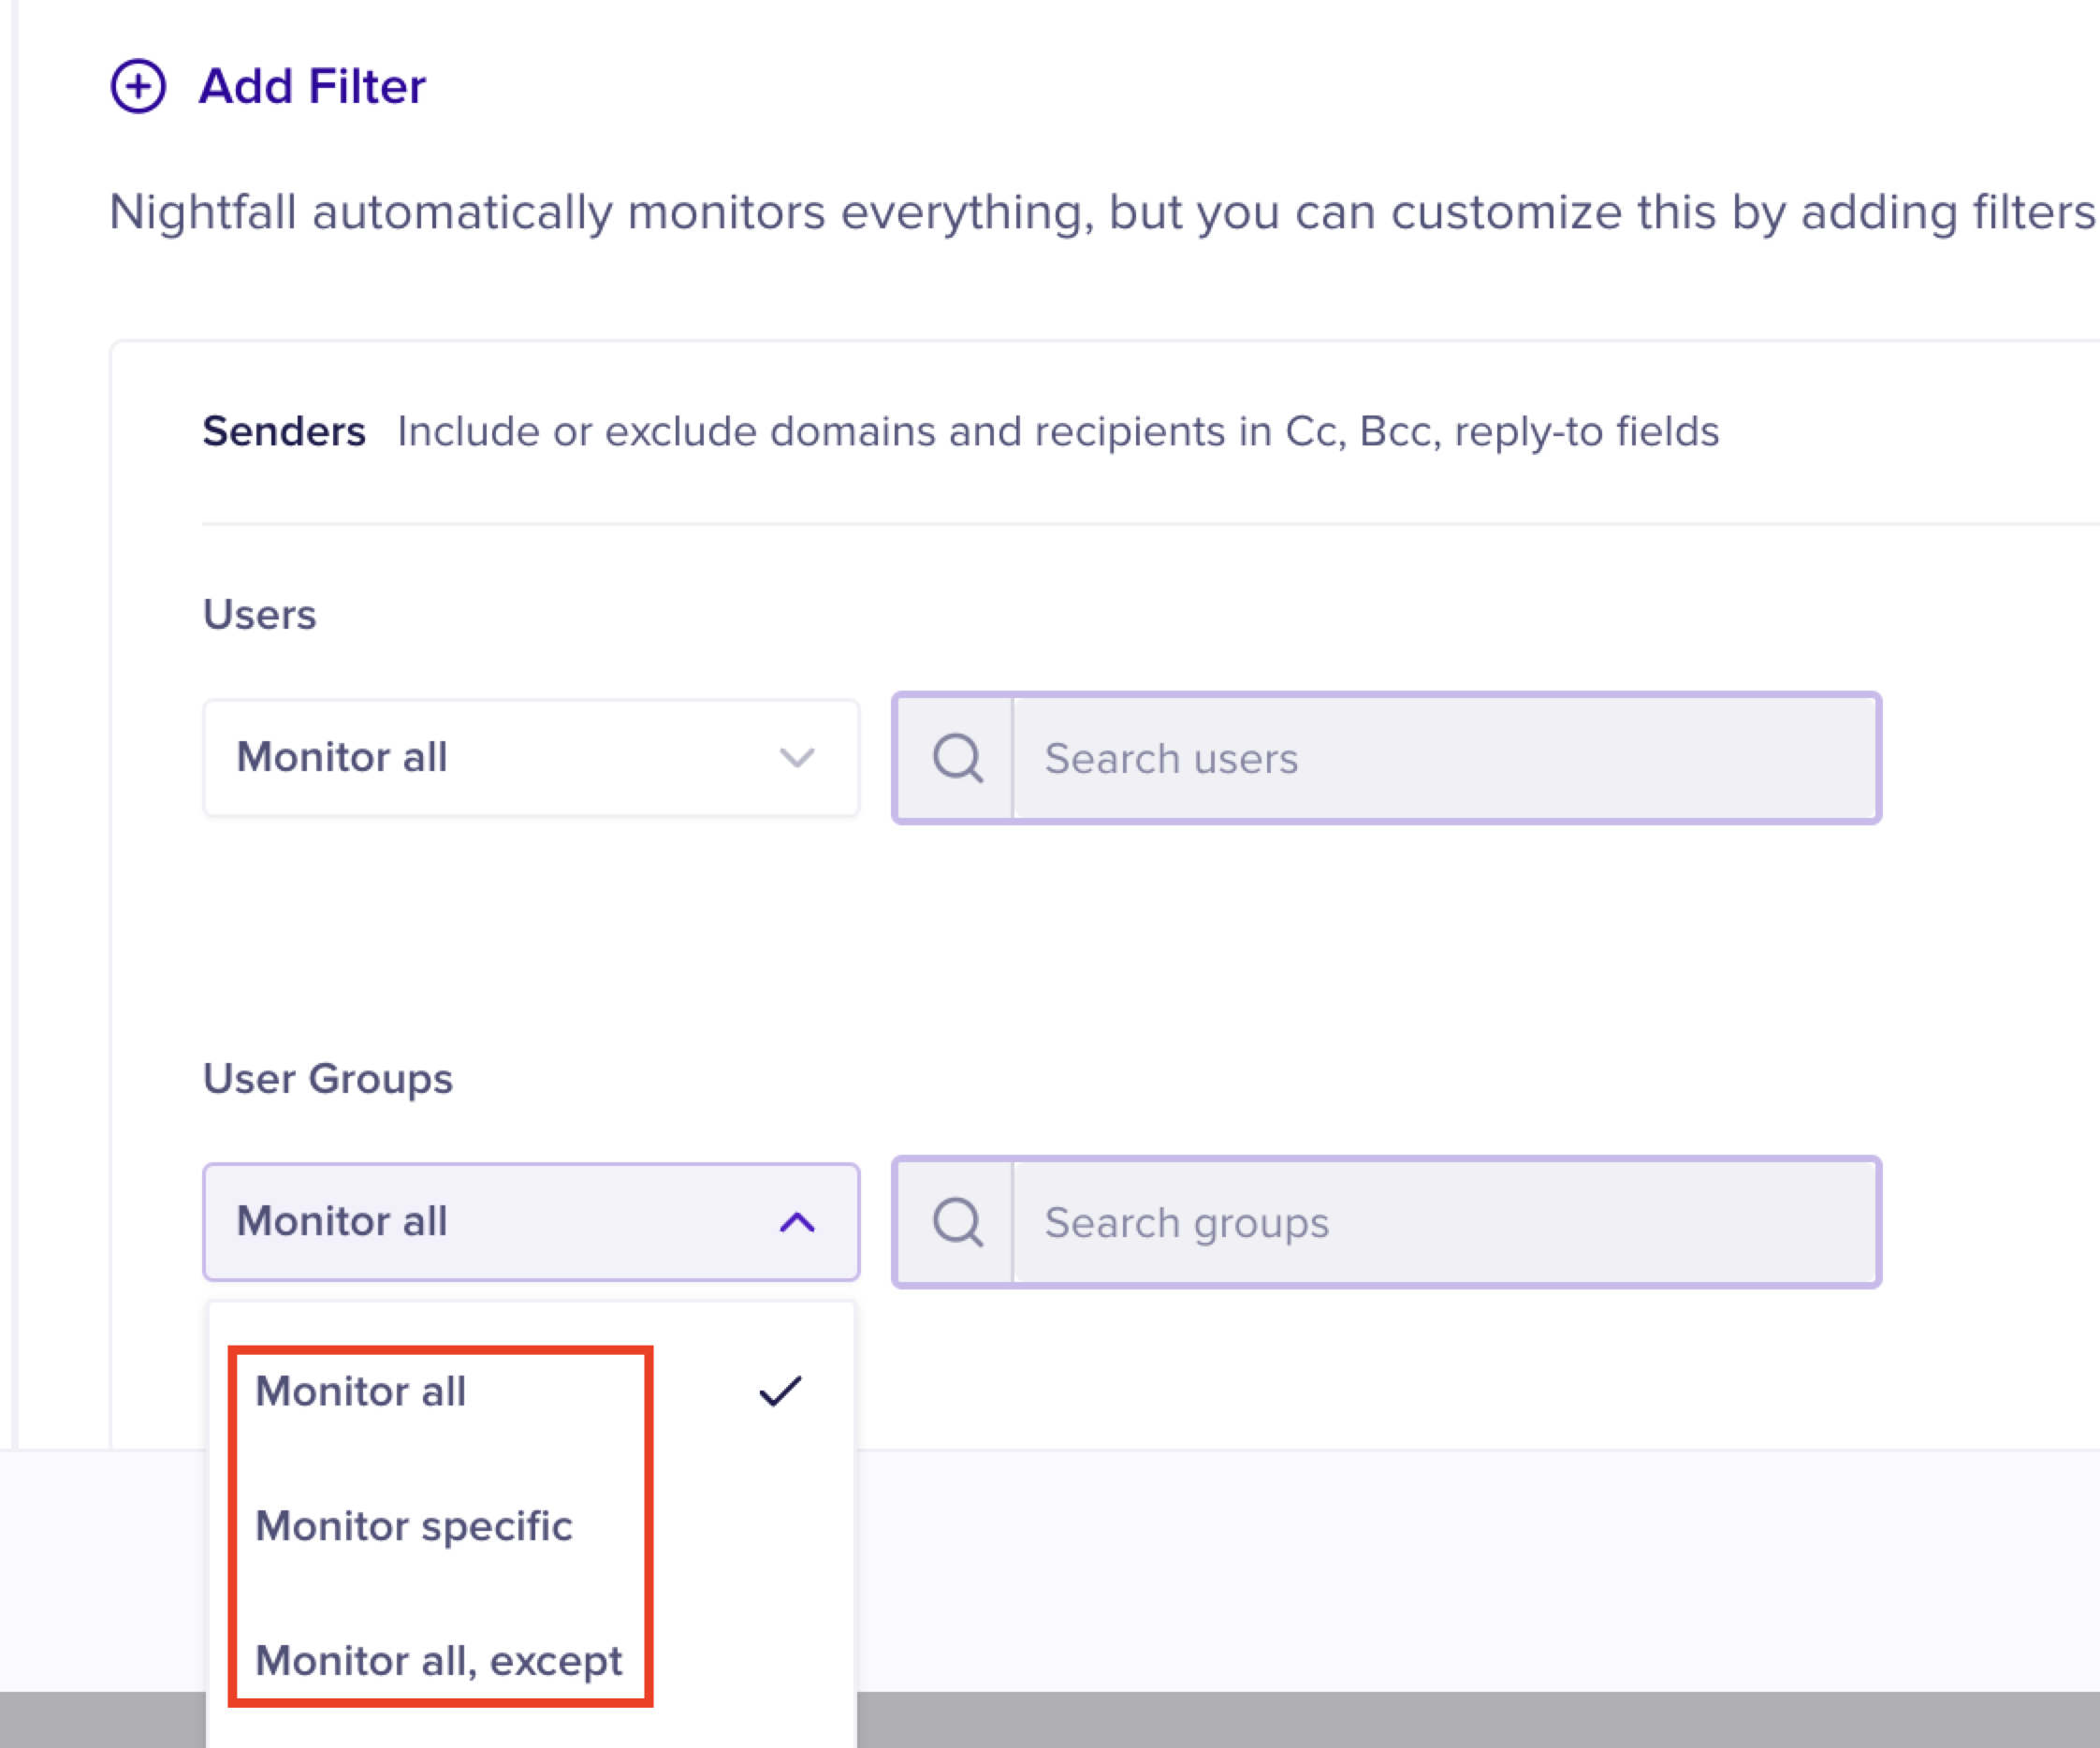 Add Filter
Nightfall automatically monitors everything, but you can customize this by adding filters
Senders Include or exclude domains and recipients in Cc, Bcc, reply-to fields
Users
Monitor all
Search users
User Groups
Monitor all
Search groups
Monitor all
Monitor specific
Monitor all, except